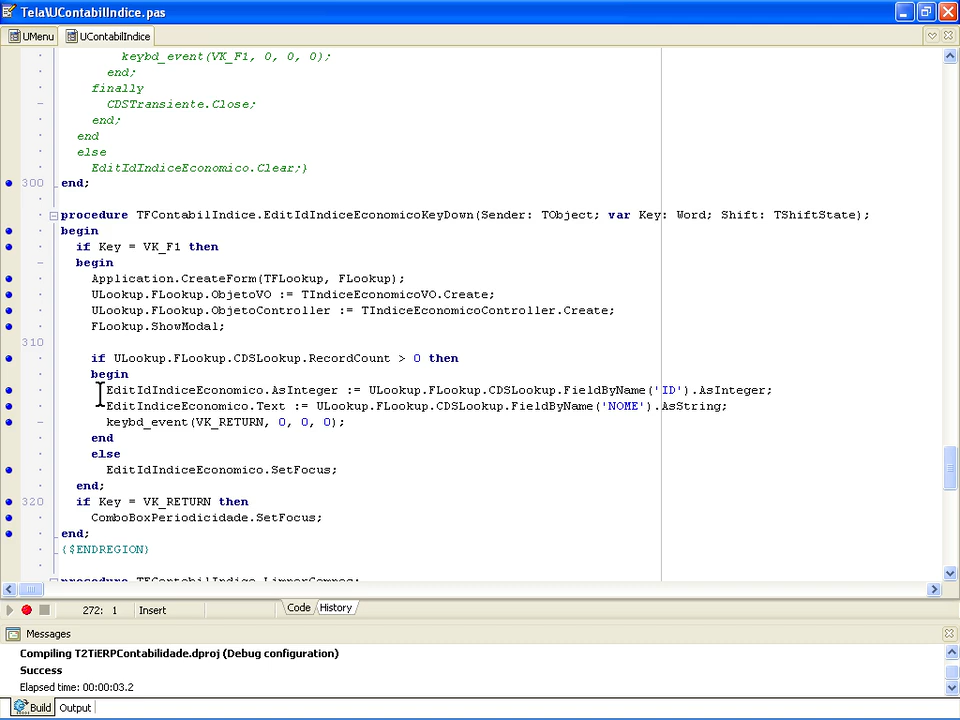 Tela\UContabilIndice.pas
UMenu UContabilIndice
keybd_event(VK_F1, 0, 0, 0);
end;
finally
CDSTransiente.Close;
end;
end
else
EditIdIndiceEconomico.Clear;}
300 end;
procedure TFContabilIndice.EditIdIndiceEconomicoKeyDown(Sender: TObject; var Key: Word; Shift: TShiftState);
begin
if Key = VK_F1 then
begin
Application.CreateForm(TFLookup, FLookup);
ULookup.FLookup.ObjetoVO := TIndiceEconomicoVO.Create;
ULookup.FLookup.ObjetoController := TIndiceEconomicoController.Create;
FLookup.ShowModal;
310
if ULookup.FLookup.CDSLookup.RecordCount > 0 then
begin
EditIdIndiceEconomico.AsInteger := ULookup.FLookup.CDSLookup.FieldByName('ID').AsInteger;
EditIndiceEconomico.Text := ULookup.FLookup.CDSLookup.FieldByName('NOME').AsString;
keybd_event(VK_RETURN, 0, 0, 0);
end
else
EditIdIndiceEconomico.SetFocus;
end;
320 if Key = VK_RETURN then
ComboBoxPeriodicidade.SetFocus;
end;
{$ENDREGION}
procedure TFContabilIndice.LimparCampos;
272: 1 Insert Code History
Messages
Compiling T2TiERPContabilidade.dproj (Debug configuration)
Success
Elapsed time: 00:00:03.2
Build Output